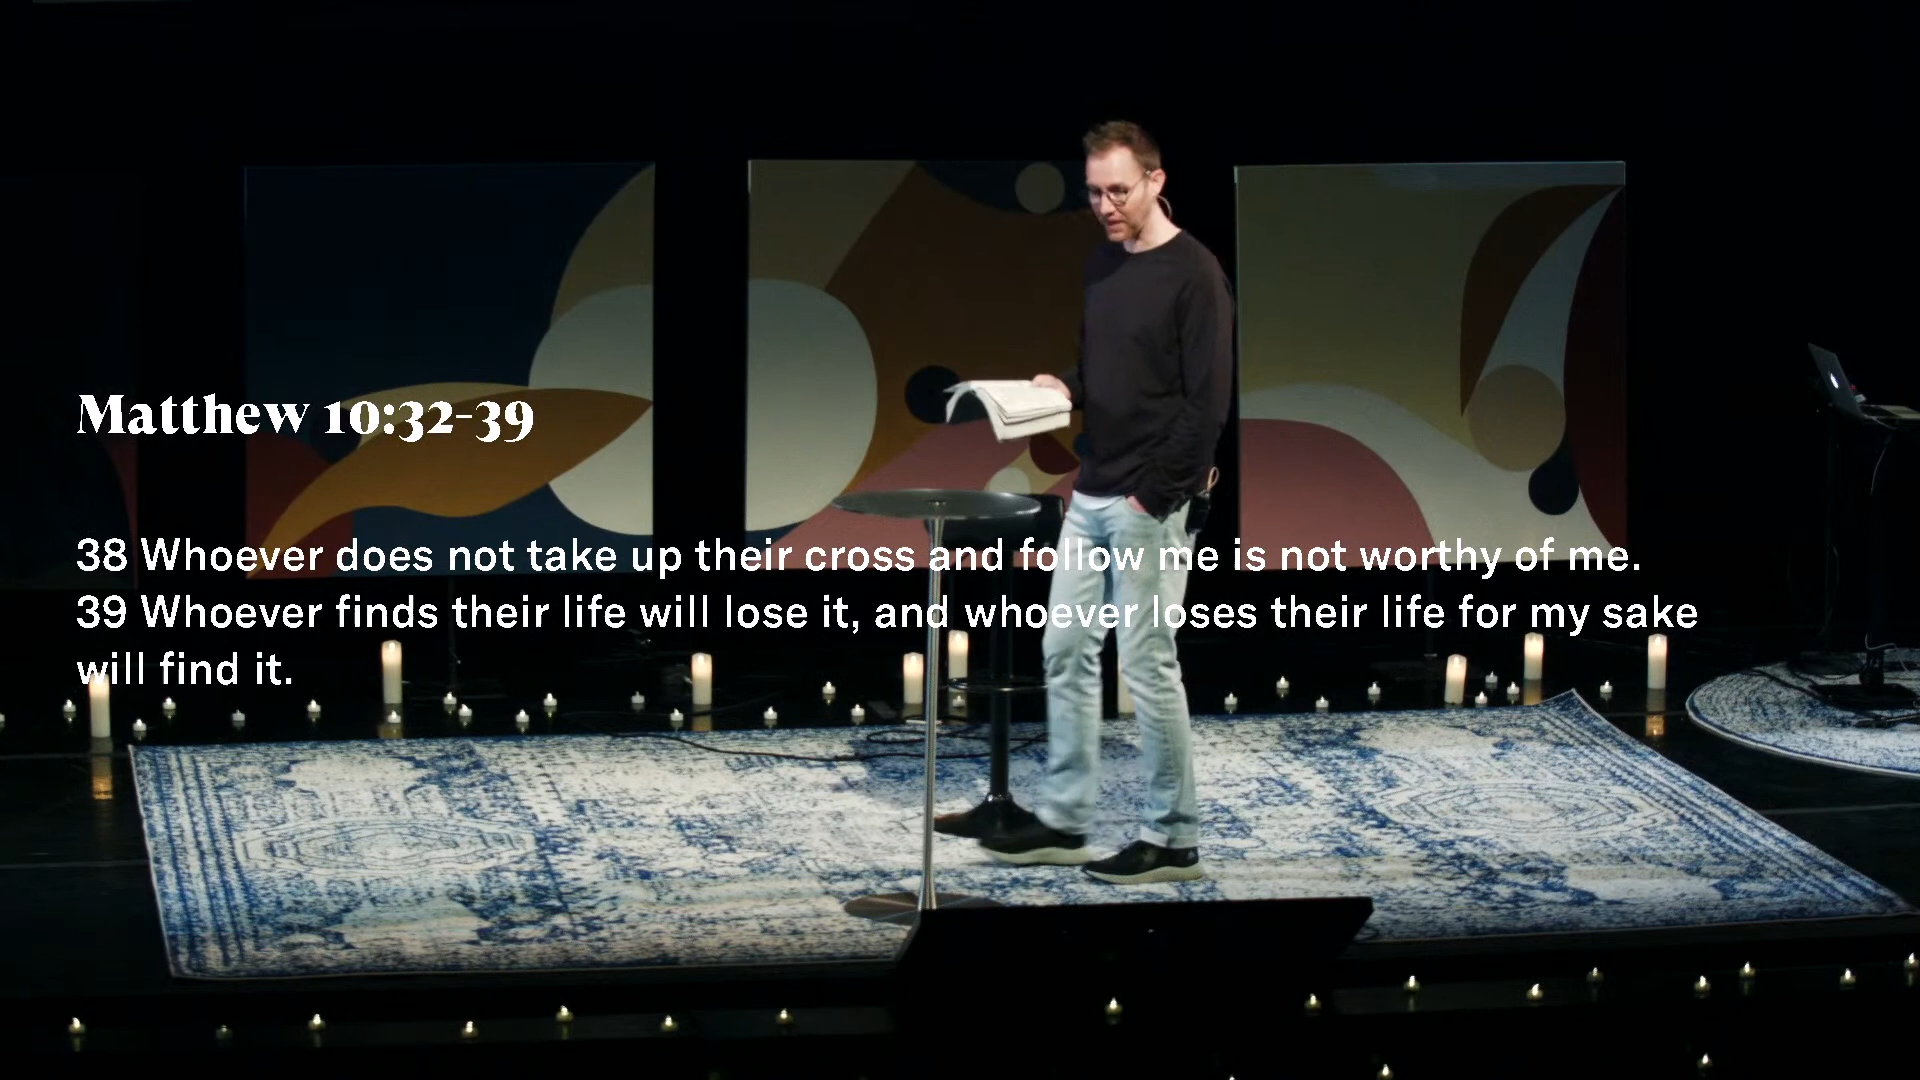 Matthew 10:32-39
38 Whoever does not take up their cross and follow me is not worthy of me.
39 Whoever finds their life will lose it, and whoever loses their life for my sake
will find it.